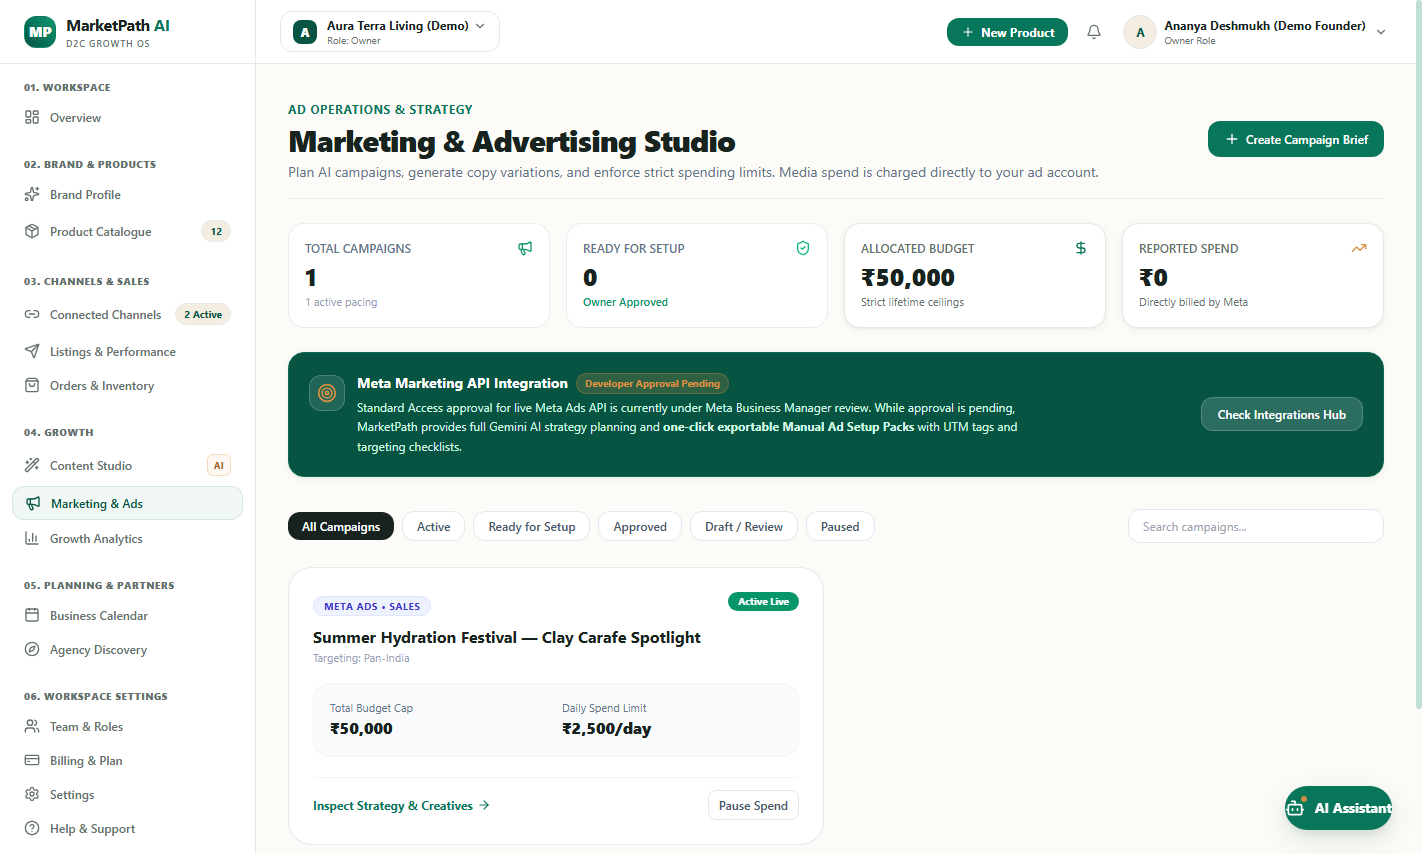 MP
MarketPath AI
D2C GROWTH OS
A
Aura Terra Living (Demo)
Role: Owner
+ New Product
A
Ananya Deshmukh (Demo Founder)
Owner Role
01. WORKSPACE
Overview
02. BRAND & PRODUCTS
Brand Profile
Product Catalogue 12
03. CHANNELS & SALES
Connected Channels 2 Active
Listings & Performance
Orders & Inventory
04. GROWTH
Content Studio AI
Marketing & Ads
Growth Analytics
05. PLANNING & PARTNERS
Business Calendar
Agency Discovery
06. WORKSPACE SETTINGS
Team & Roles
Billing & Plan
Settings
Help & Support
AD OPERATIONS & STRATEGY
Marketing & Advertising Studio
Plan AI campaigns, generate copy variations, and enforce strict spending limits. Media spend is charged directly to your ad account.
+ Create Campaign Brief
TOTAL CAMPAIGNS
1
1 active pacing
READY FOR SETUP
0
Owner Approved
ALLOCATED BUDGET
$
₹50,000
Strict lifetime ceilings
REPORTED SPEND
₹0
Directly billed by Meta
Meta Marketing API Integration Developer Approval Pending
Standard Access approval for live Meta Ads API is currently under Meta Business Manager review. While approval is pending,
MarketPath provides full Gemini AI strategy planning and one-click exportable Manual Ad Setup Packs with UTM tags and
targeting checklists.
Check Integrations Hub
All Campaigns Active Ready for Setup Approved Draft / Review Paused
Search campaigns...
META ADS • SALES
Active Live
Summer Hydration Festival — Clay Carafe Spotlight
Targeting: Pan-India
Total Budget Cap
₹50,000
Daily Spend Limit
₹2,500/day
Inspect Strategy & Creatives →
Pause Spend
AI Assistant